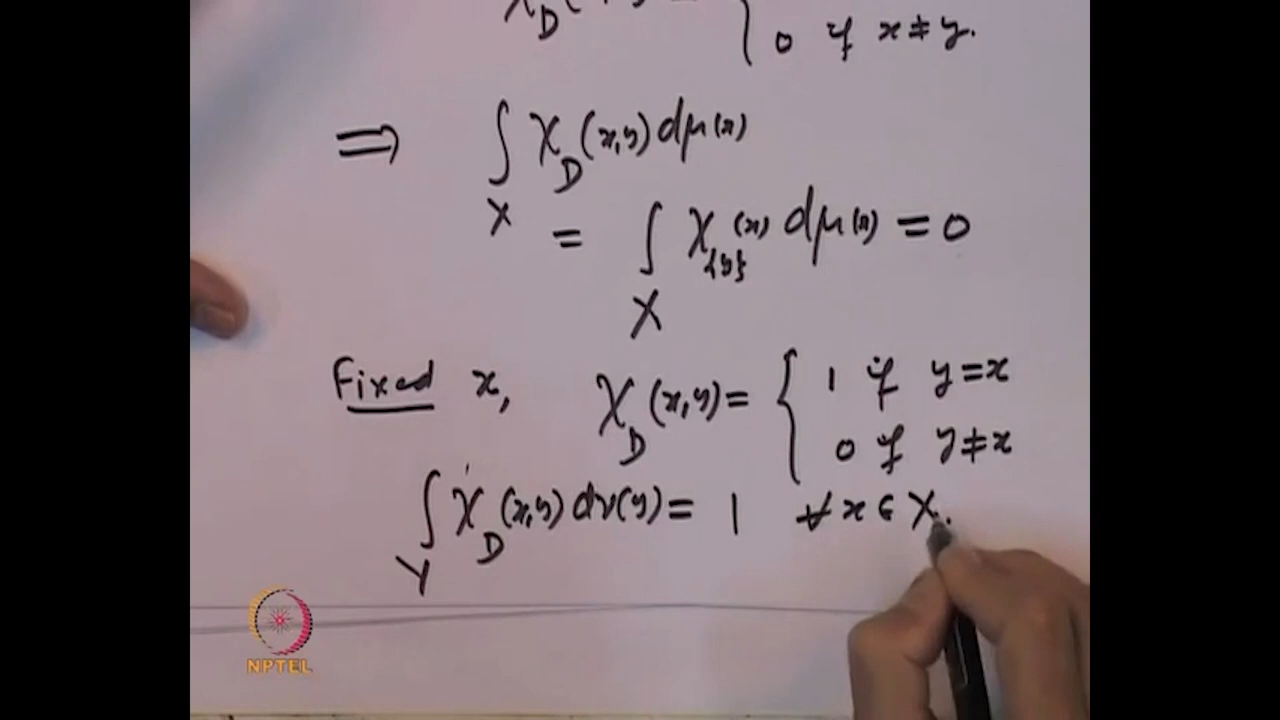 χ_D(x,y) = {
0 if x ≠ y.
⟹ ∫_X χ_D(x,y) dμ(x)
= ∫_X χ_{y}(x) dμ(x) = 0
Fixed x, χ_D(x,y) = { 1 if y = x
0 if y ≠ x
∫_Y χ_D(x,y) dν(y) = 1 ∀ x ∈ X.
NPTEL